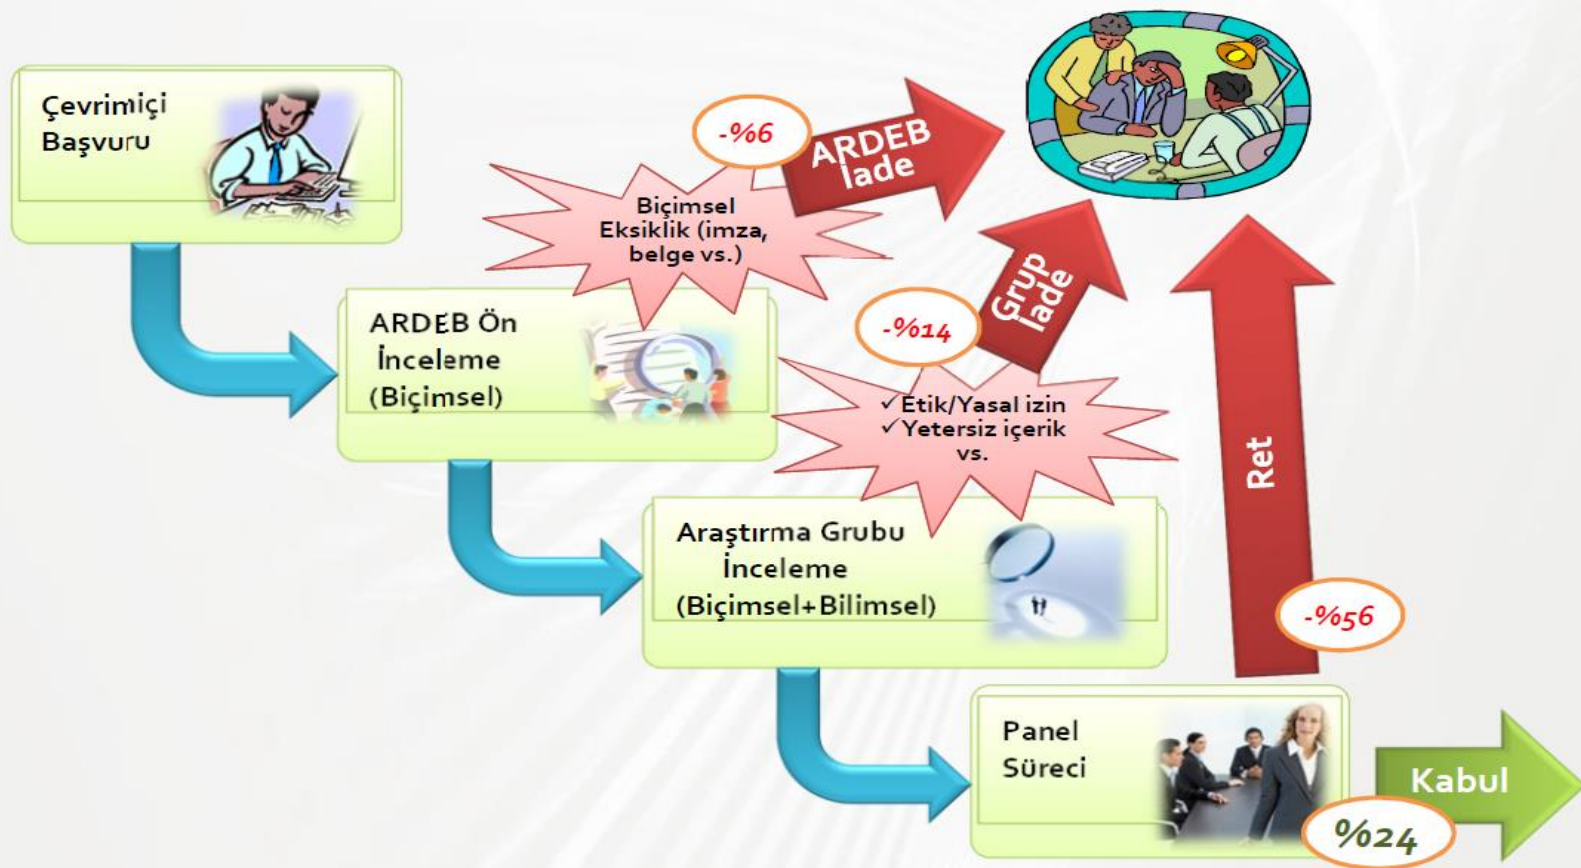 Çevrimiçi
Başvuru
-%6
ARDEB
İade
Biçimsel
Eksiklik (imza,
belge vs.)
ARDEB Ön
İnceleme
(Biçimsel)
-%14
Grup
İade
✓Etik/Yasal izin
✓Yetersiz içerik
vs.
Araştırma Grubu
İnceleme
(Biçimsel+Bilimsel)
Ret
-%56
Panel
Süreci
Kabul
%24